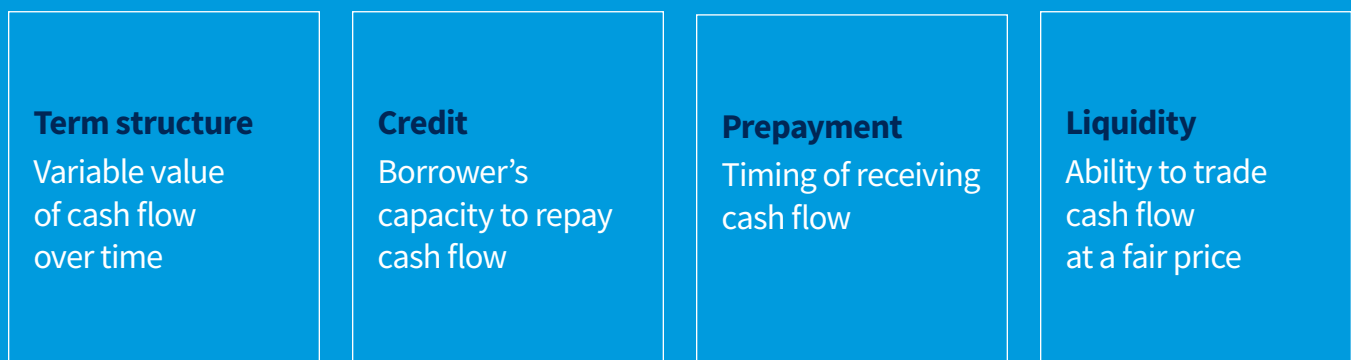 Term structure
Variable value
of cash flow
over time
Credit
Borrower’s
capacity to repay
cash flow
Prepayment
Timing of receiving
cash flow
Liquidity
Ability to trade
cash flow
at a fair price